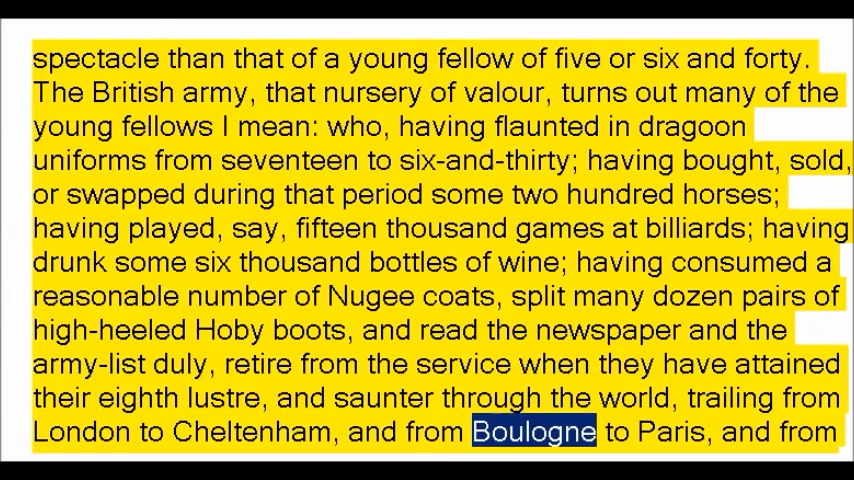 spectacle than that of a young fellow of five or six and forty.
The British army, that nursery of valour, turns out many of the
young fellows I mean: who, having flaunted in dragoon
uniforms from seventeen to six-and-thirty; having bought, sold,
or swapped during that period some two hundred horses;
having played, say, fifteen thousand games at billiards; having
drunk some six thousand bottles of wine; having consumed a
reasonable number of Nugee coats, split many dozen pairs of
high-heeled Hoby boots, and read the newspaper and the
army-list duly, retire from the service when they have attained
their eighth lustre, and saunter through the world, trailing from
London to Cheltenham, and from Boulogne to Paris, and from